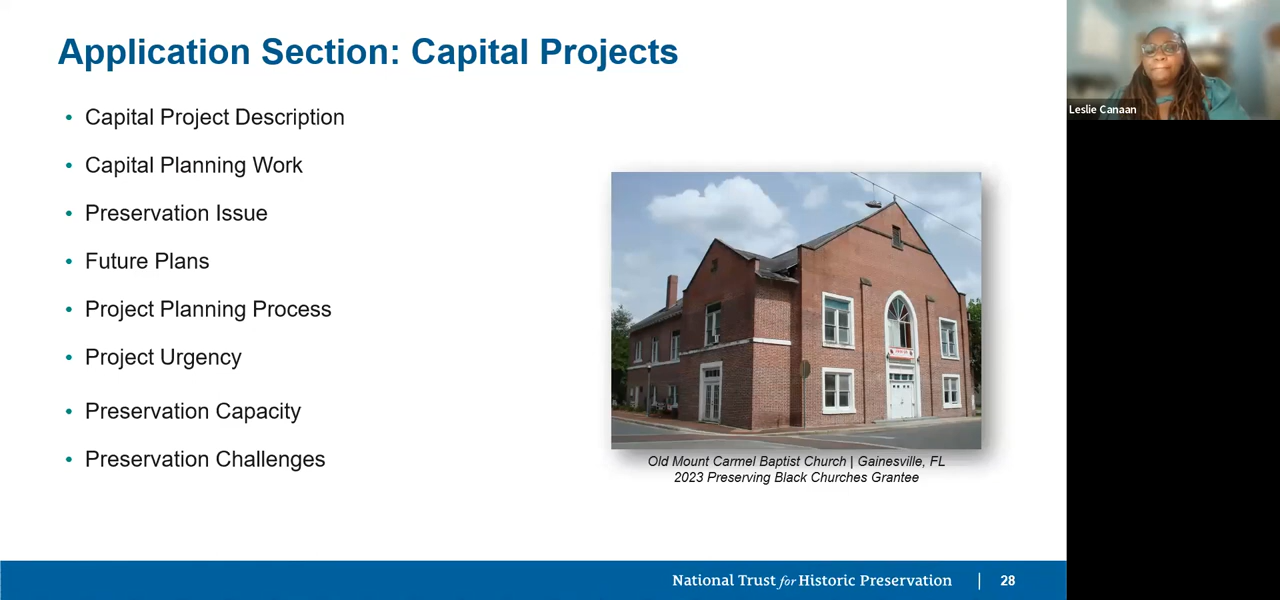 Application Section: Capital Projects
Leslie Canaan
• Capital Project Description
• Capital Planning Work
• Preservation Issue
• Future Plans
• Project Planning Process
• Project Urgency
• Preservation Capacity
• Preservation Challenges
Old Mount Carmel Baptist Church | Gainesville, FL
2023 Preserving Black Churches Grantee
National Trust for Historic Preservation | 28